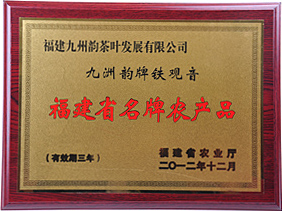 福建九州韵茶叶发展有限公司
九洲韵牌铁观音
福建省名牌农产品
（有效期三年）
福建省农业厅
二〇一二年十二月